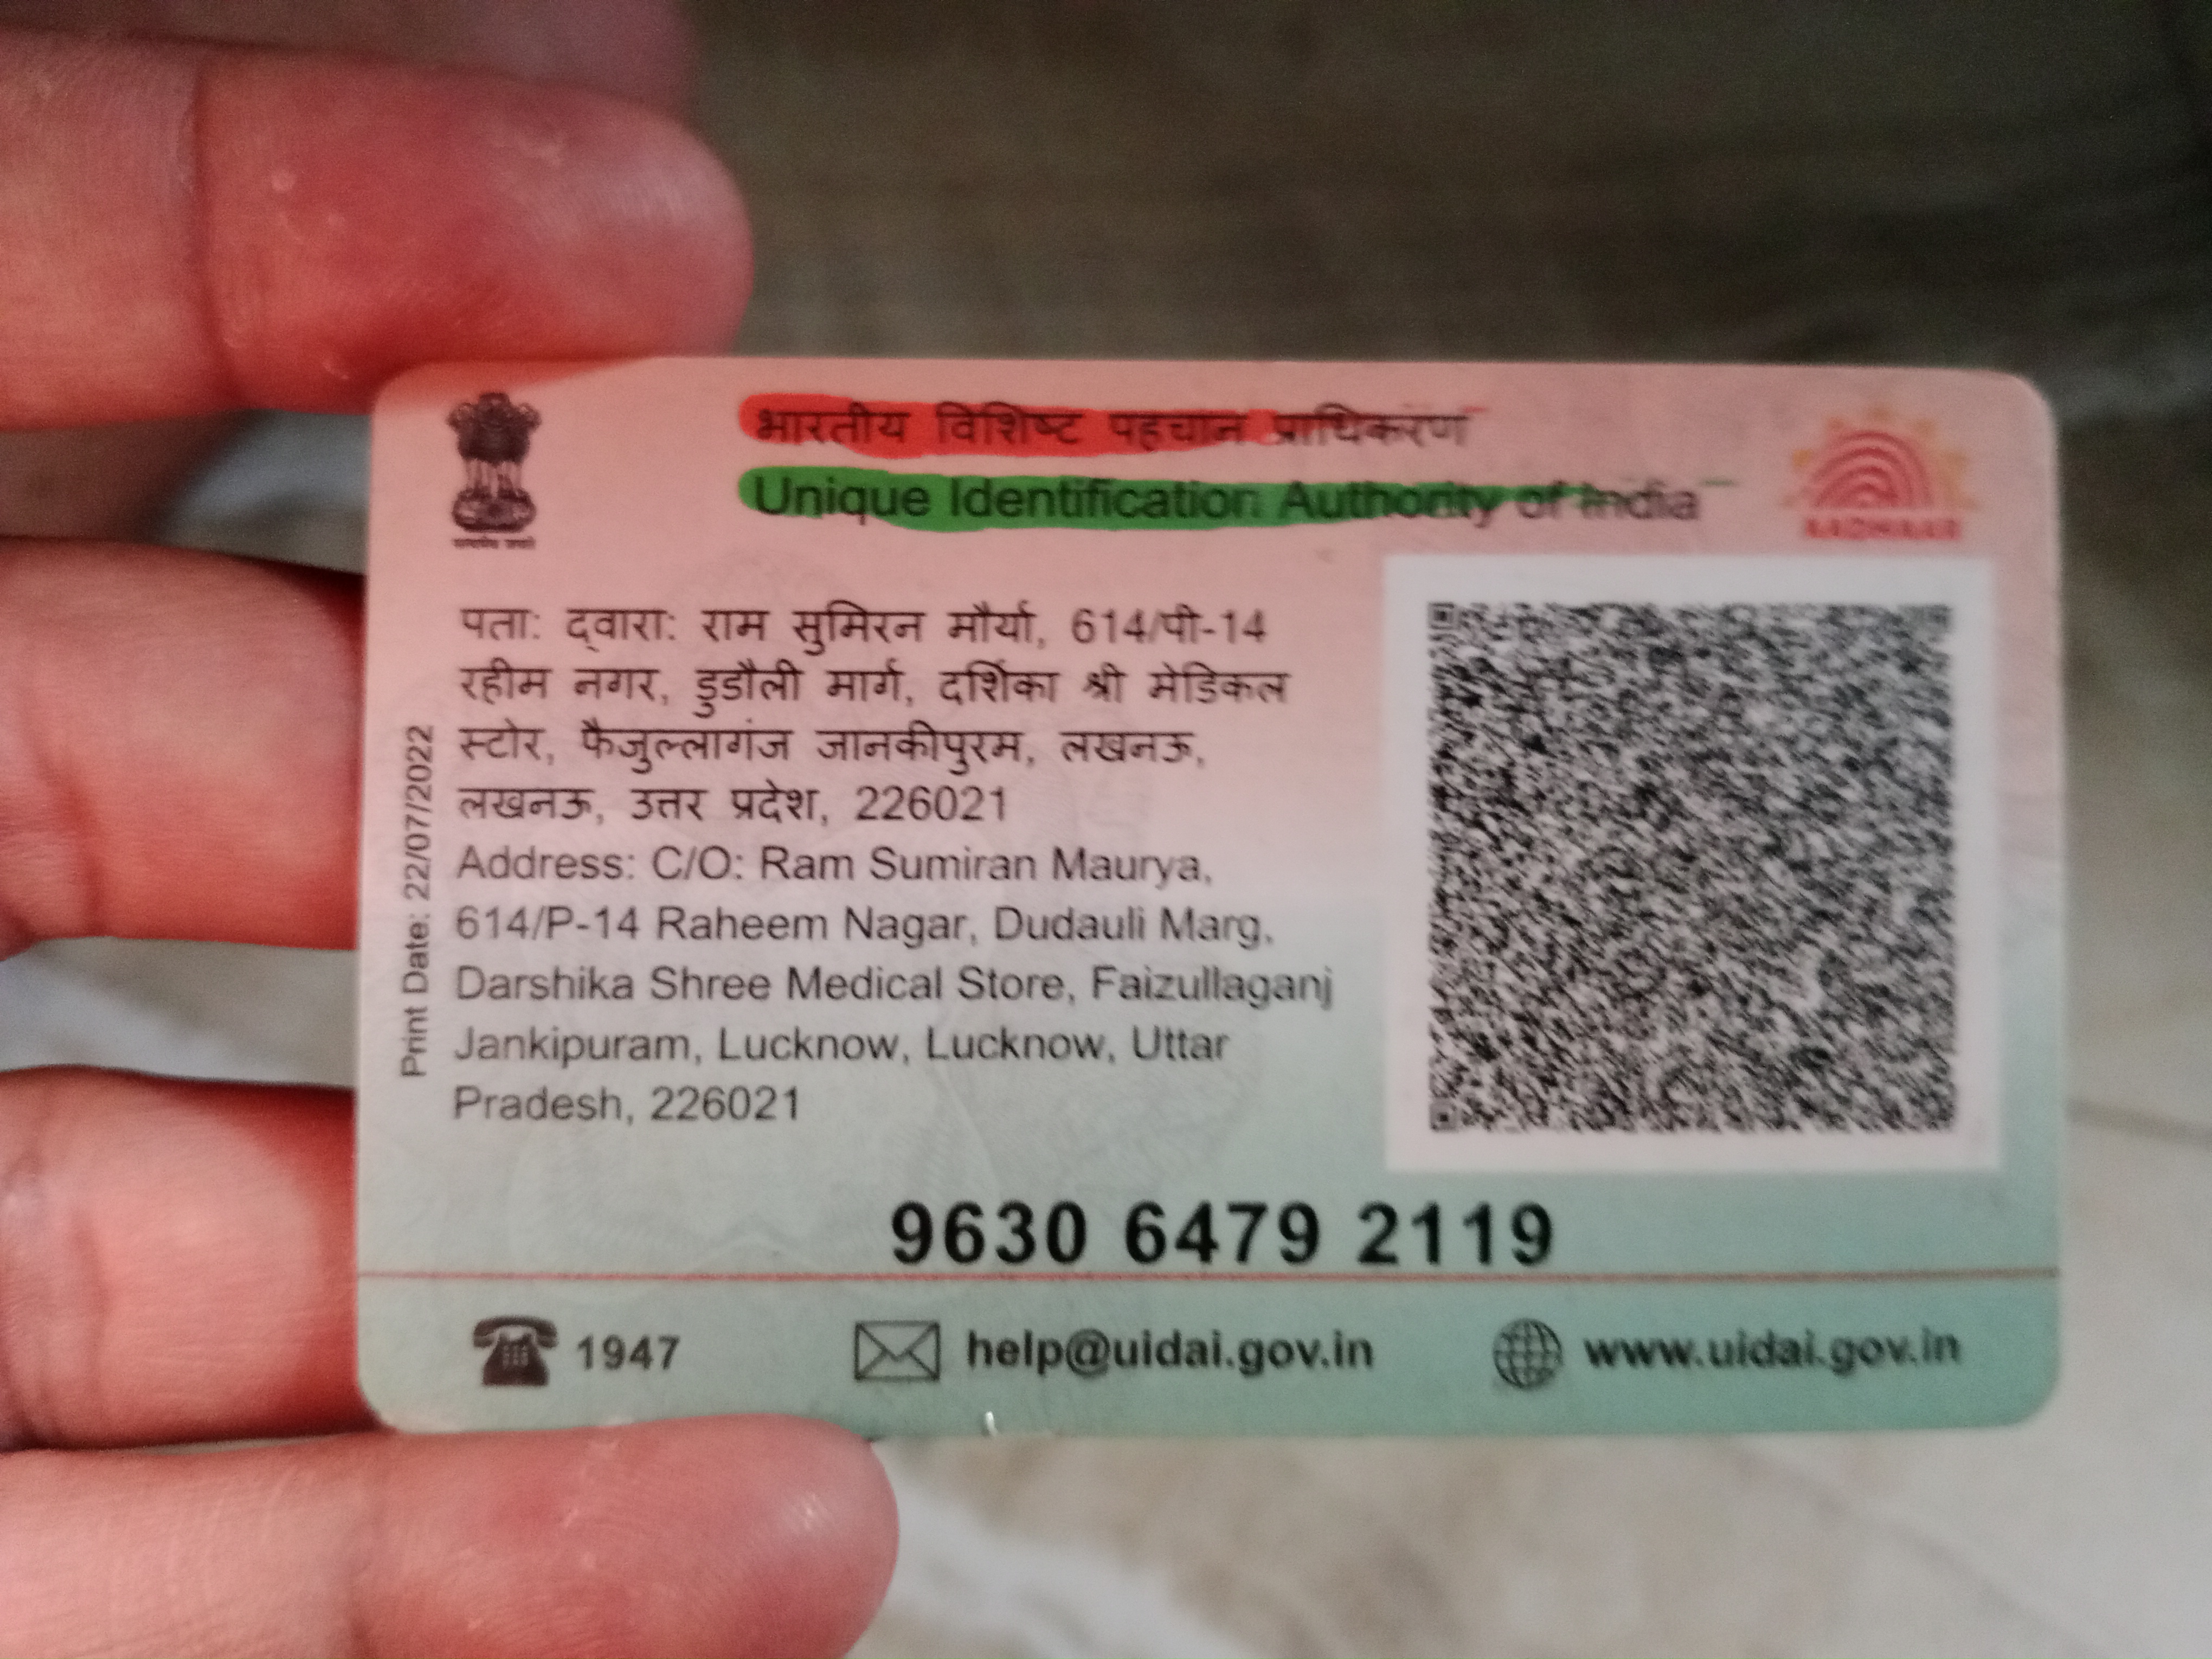 भारतीय विशिष्ट पहचान प्राधिकरण
Unique Identification Authority of India
AADHAAR
सत्यमेव जयते
पता: द्वारा: राम सुमिरन मौर्या, 614/पी-14
रहीम नगर, डुडौली मार्ग, दर्शिका श्री मेडिकल
स्टोर, फैजुल्लागंज जानकीपुरम, लखनऊ,
लखनऊ, उत्तर प्रदेश, 226021
Address: C/O: Ram Sumiran Maurya,
614/P-14 Raheem Nagar, Dudauli Marg,
Darshika Shree Medical Store, Faizullaganj
Jankipuram, Lucknow, Lucknow, Uttar
Pradesh, 226021
Print Date: 22/07/2022
9630 6479 2119
1947
help@uidai.gov.in
www.uidai.gov.in